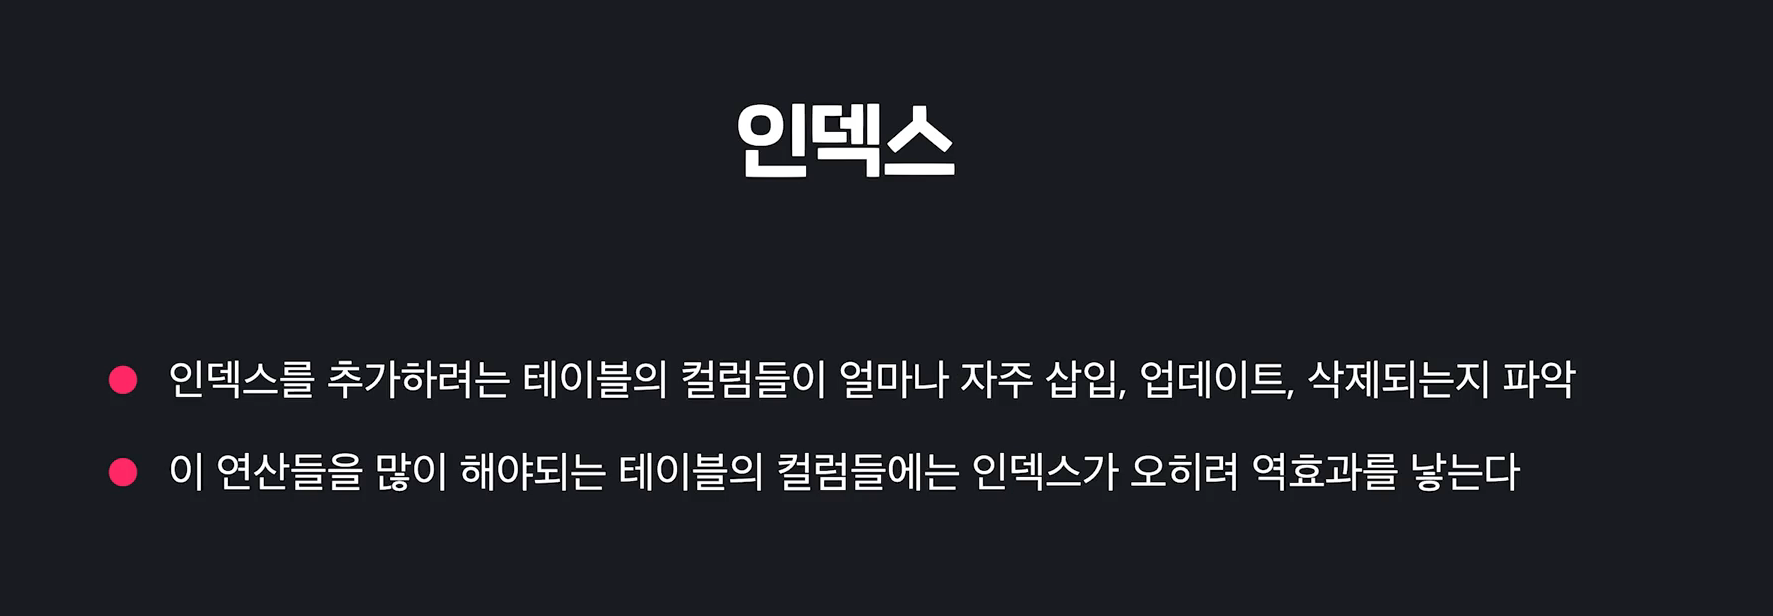 인덱스
인덱스를 추가하려는 테이블의 컬럼들이 얼마나 자주 삽입, 업데이트, 삭제되는지 파악
이 연산들을 많이 해야되는 테이블의 컬럼들에는 인덱스가 오히려 역효과를 낳는다